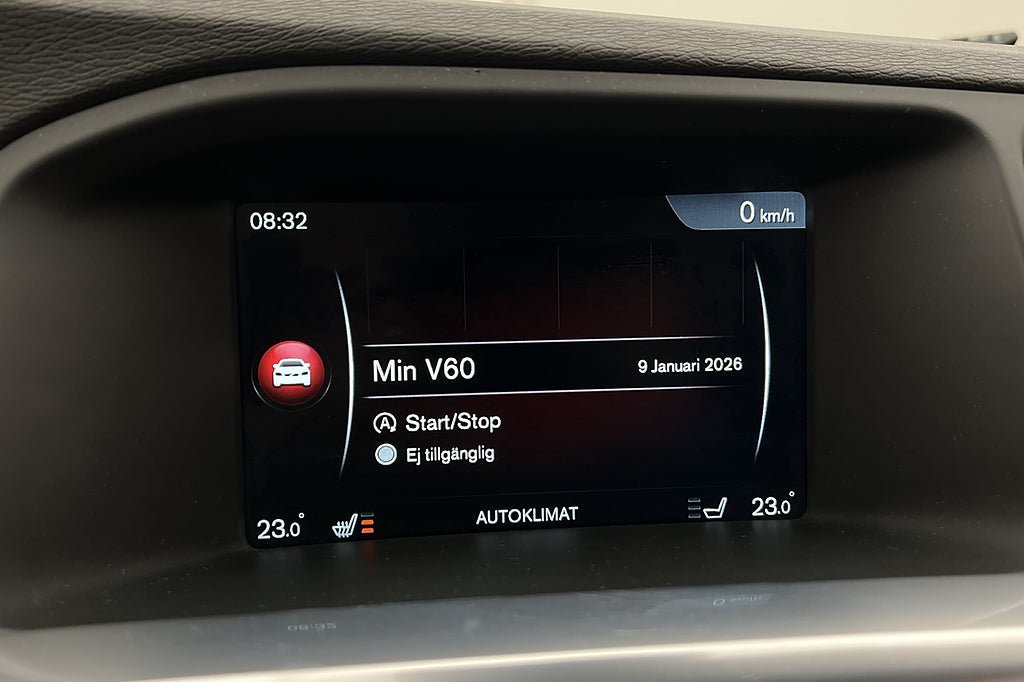 08:32
0 km/h
Min V60
9 Januari 2026
A Start/Stop
Ej tillgänglig
23.0°
AUTOKLIMAT
23.0°